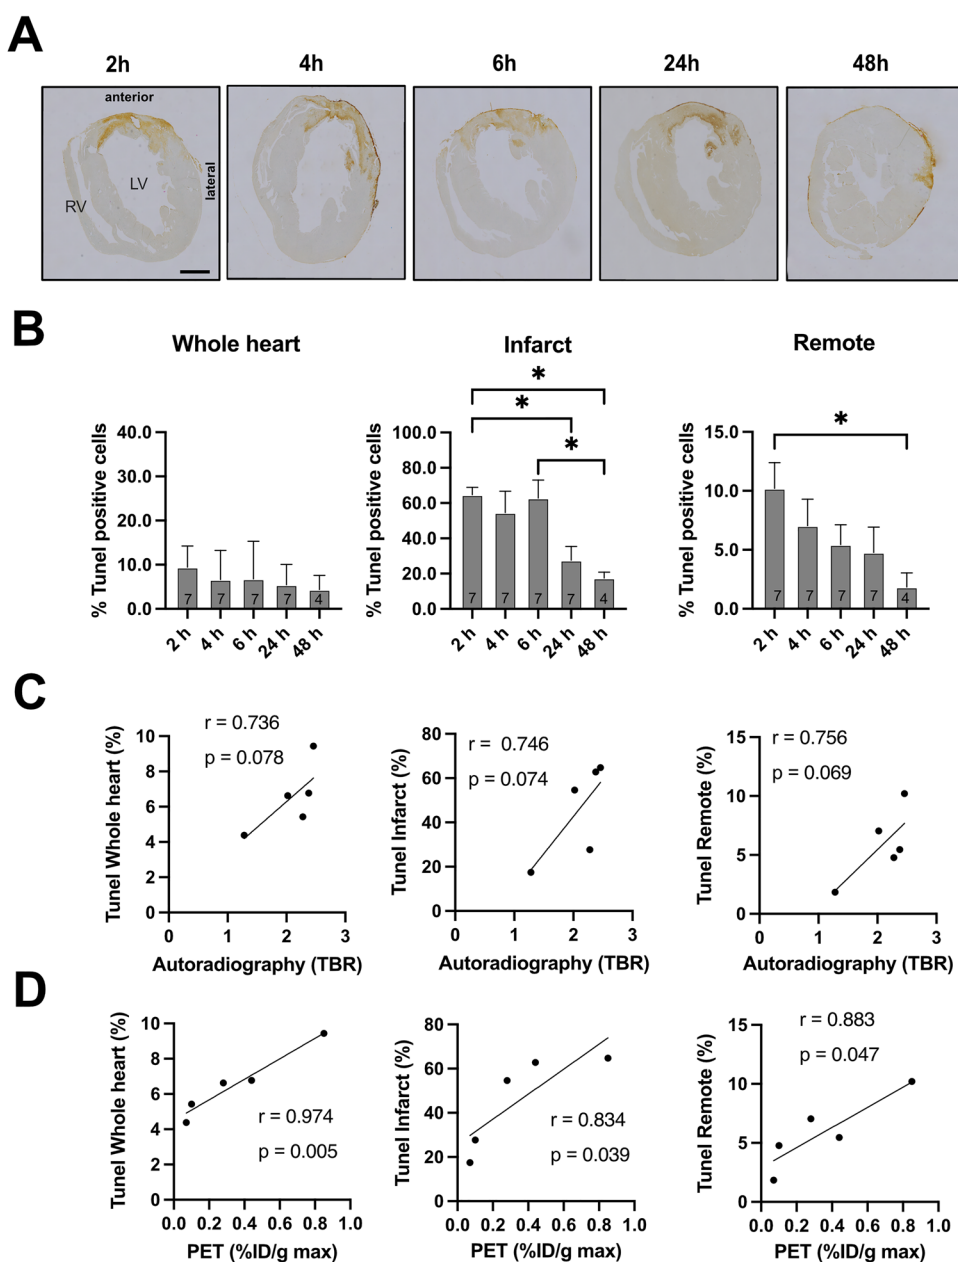 A
2h 4h 6h 24h 48h
anterior
LV
RV
lateral
B
Whole heart
% Tunel positive cells
40.0
30.0
20.0
10.0
0.0
7 7 7 7 4
2 h 4 h 6 h 24 h 48 h
Infarct
*
*
*
% Tunel positive cells
100.0
80.0
60.0
40.0
20.0
0.0
7 7 7 7 4
2 h 4 h 6 h 24 h 48 h
Remote
*
% Tunel positive cells
15.0
10.0
5.0
0.0
7 7 7 7 4
2 h 4 h 6 h 24 h 48 h
C
r = 0.736
p = 0.078
Tunel Whole heart (%)
10
8
6
4
2
0
0 1 2 3
Autoradiography (TBR)
r = 0.746
p = 0.074
Tunel Infarct (%)
80
60
40
20
0
0 1 2 3
Autoradiography (TBR)
r = 0.756
p = 0.069
Tunel Remote (%)
15
10
5
0
0 1 2 3
Autoradiography (TBR)
D
Tunel Whole heart (%)
10
8
6
4
2
0
r = 0.974
p = 0.005
0.0 0.2 0.4 0.6 0.8 1.0
PET (%ID/g max)
Tunel Infarct (%)
80
60
40
20
0
r = 0.834
p = 0.039
0.0 0.2 0.4 0.6 0.8 1.0
PET (%ID/g max)
r = 0.883
p = 0.047
Tunel Remote (%)
15
10
5
0
0.0 0.2 0.4 0.6 0.8 1.0
PET (%ID/g max)